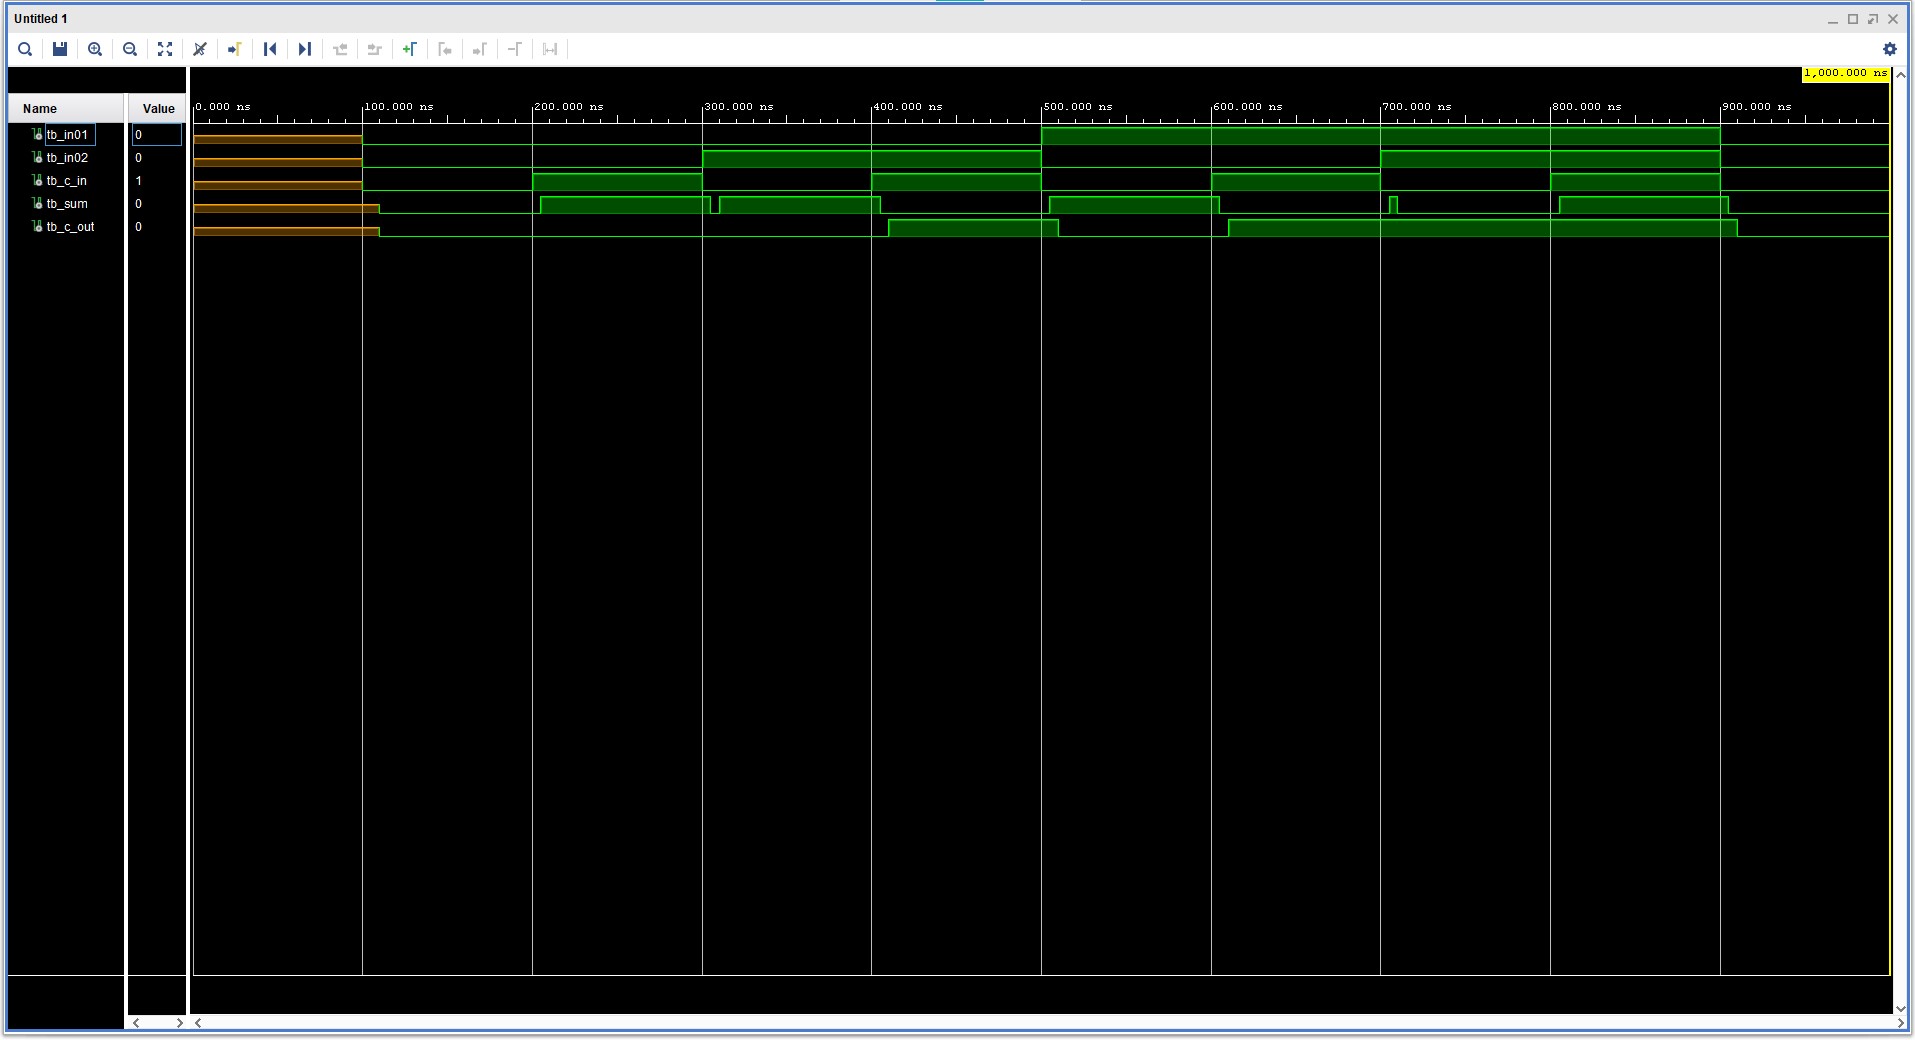 Untitled 1
1,000.000 ns
Name Value 0.000 ns 100.000 ns 200.000 ns 300.000 ns 400.000 ns 500.000 ns 600.000 ns 700.000 ns 800.000 ns 900.000 ns
tb_in01 0
tb_in02 0
tb_c_in 1
tb_sum 0
tb_c_out 0